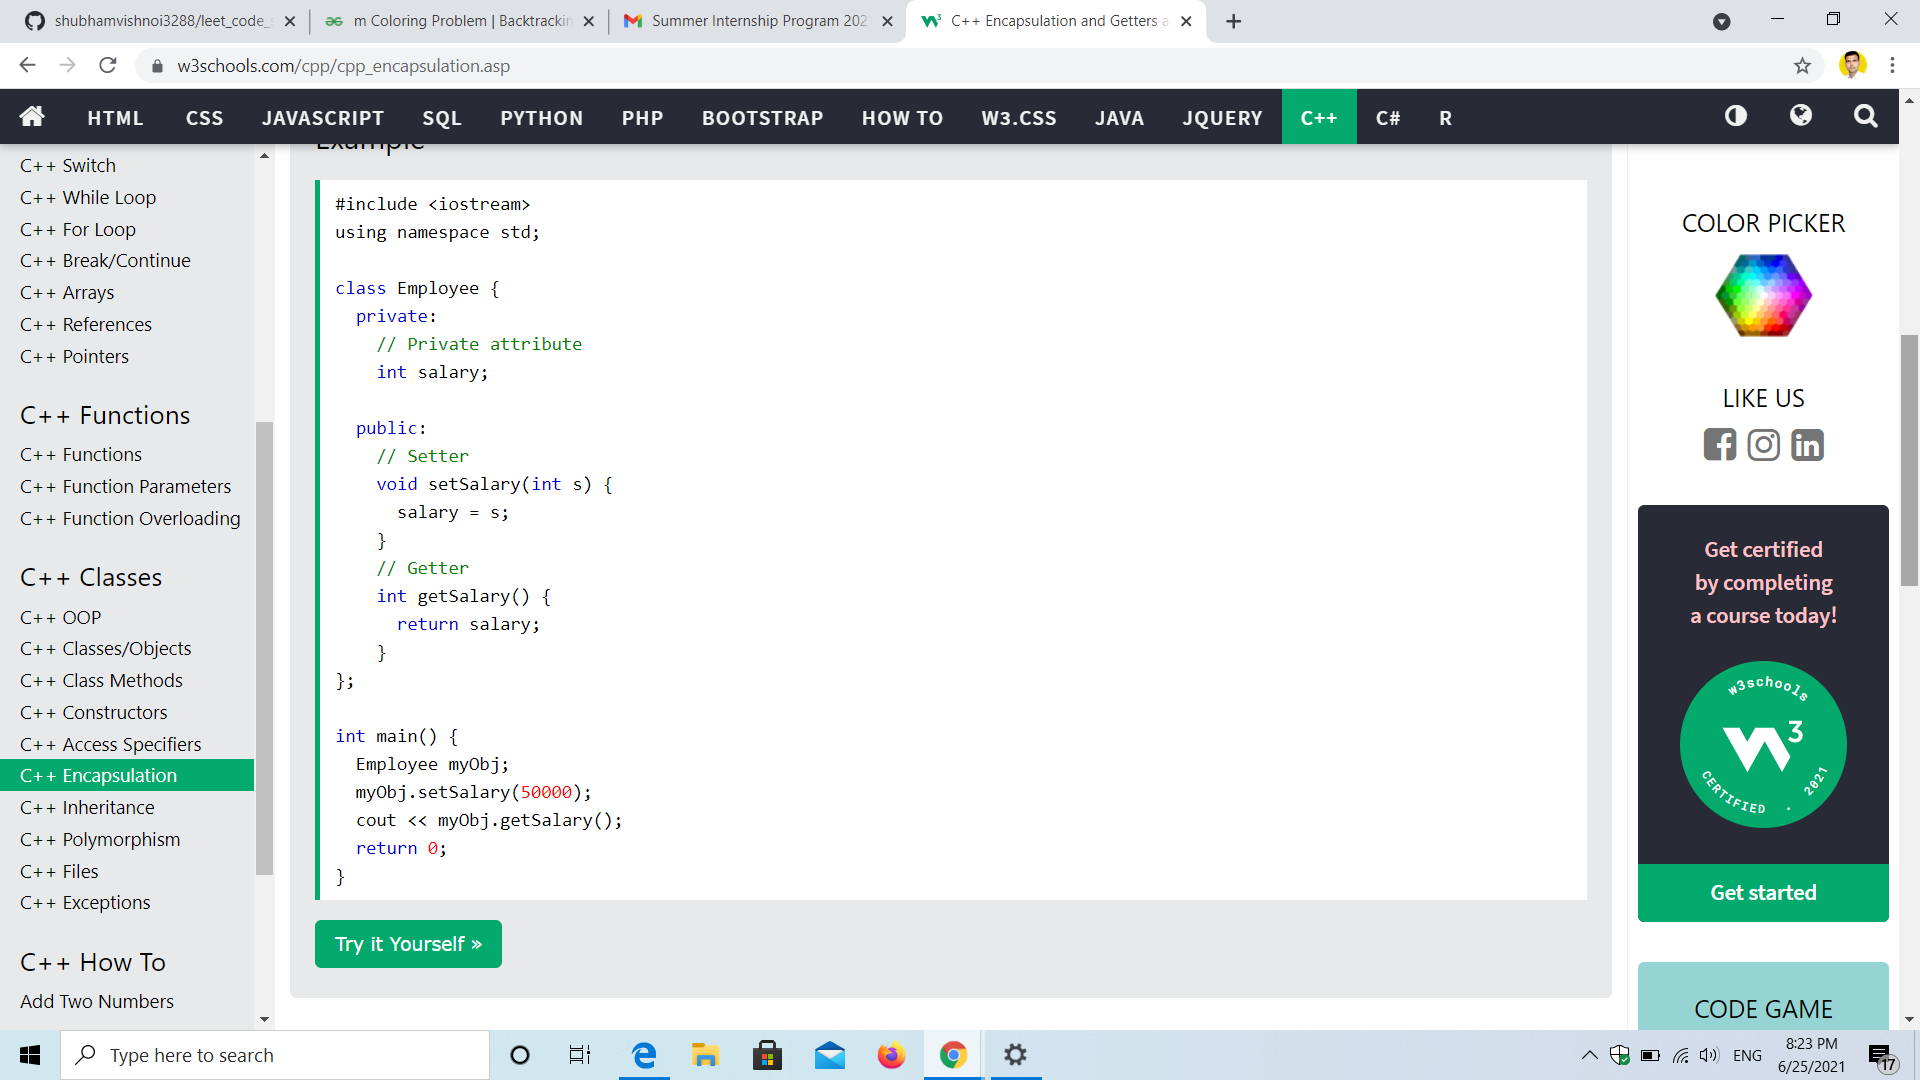 shubhamvishnoi3288/leet_code_s
m Coloring Problem | Backtrackin
Summer Internship Program 202
C++ Encapsulation and Getters a
w3schools.com/cpp/cpp_encapsulation.asp
HTML CSS JAVASCRIPT SQL PYTHON PHP BOOTSTRAP HOW TO W3.CSS JAVA JQUERY C++ C# R
C++ Switch
C++ While Loop
C++ For Loop
C++ Break/Continue
C++ Arrays
C++ References
C++ Pointers
C++ Functions
C++ Functions
C++ Function Parameters
C++ Function Overloading
C++ Classes
C++ OOP
C++ Classes/Objects
C++ Class Methods
C++ Constructors
C++ Access Specifiers
C++ Encapsulation
C++ Inheritance
C++ Polymorphism
C++ Files
C++ Exceptions
C++ How To
Add Two Numbers
Example
#include <iostream>
using namespace std;
class Employee {
private:
// Private attribute
int salary;
public:
// Setter
void setSalary(int s) {
salary = s;
}
// Getter
int getSalary() {
return salary;
}
};
int main() {
Employee myObj;
myObj.setSalary(50000);
cout << myObj.getSalary();
return 0;
}
Try it Yourself »
COLOR PICKER
LIKE US
Get certified
by completing
a course today!
w3schools
W3
CERTIFIED . 2021
Get started
CODE GAME
Type here to search
ENG
8:23 PM
6/25/2021
17